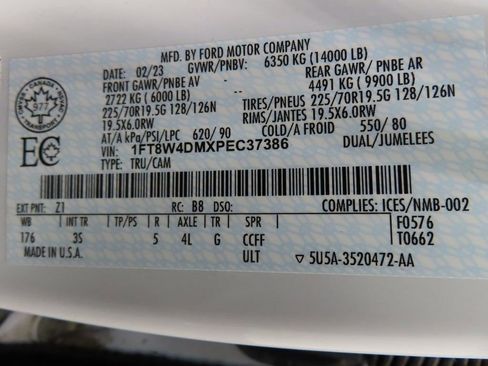 MFD. BY FORD MOTOR COMPANY
DATE: 02/23 GVWR/PNBV: 6350 KG (14000 LB)
FRONT GAWR/PNBE AV REAR GAWR/ PNBE AR
2722 KG ( 6000 LB) 4491 KG ( 9900 LB)
225/70R19.5G 128/126N TIRES/PNEUS 225/70R19.5G 128/126N
19.5X6.0RW RIMS/JANTES 19.5X6.0RW
AT/A kPa/PSI/LPC 620/ 90 COLD/A FROID 550/ 80
VIN: 1FT8W4DMXPEC37386 DUAL/JUMELEES
TYPE: TRU/CAM
CANADA
977
TRANSPORT
EC
EXT PNT: Z1 RC: B8 DSO: COMPLIES: ICES/NMB-002
WB INT TR TP/PS R AXLE TR SPR F0576
176 3S 5 4L G CCFF T0662
MADE IN U.S.A. ULT ▽ 5U5A-3520472-AA